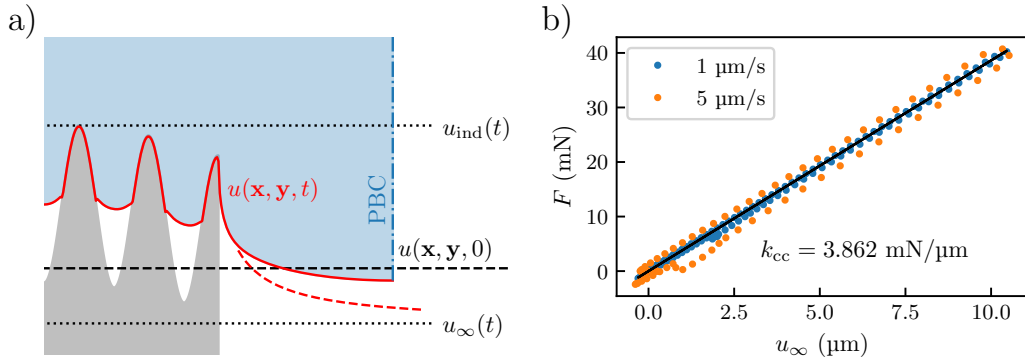 a)
u_ind(t)
u(x, y, t)
PBC
u(x, y, 0)
u_∞(t)
b)
1 µm/s
5 µm/s
k_cc = 3.862 mN/µm
F (mN)
40
30
20
10
0
0.0 2.5 5.0 7.5 10.0
u_∞ (µm)